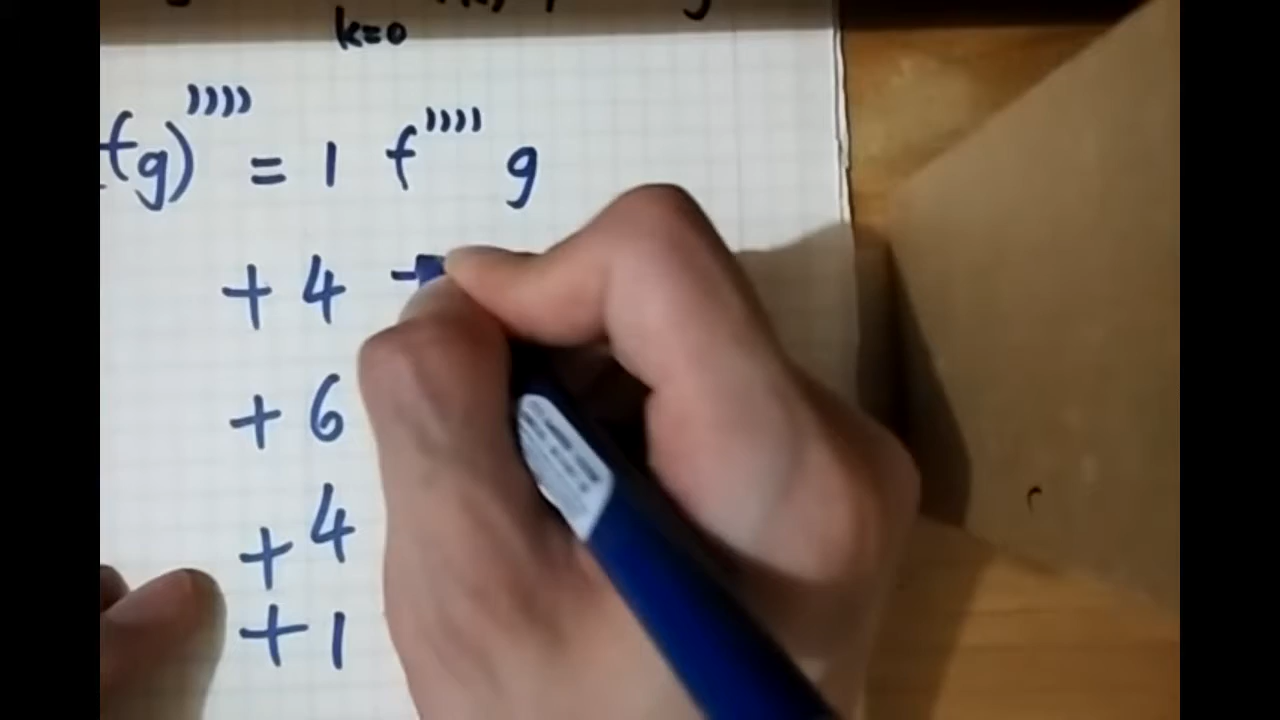 k=0
(fg)'''' = 1 f'''' g
+ 4 f
+ 6
+ 4
+ 1